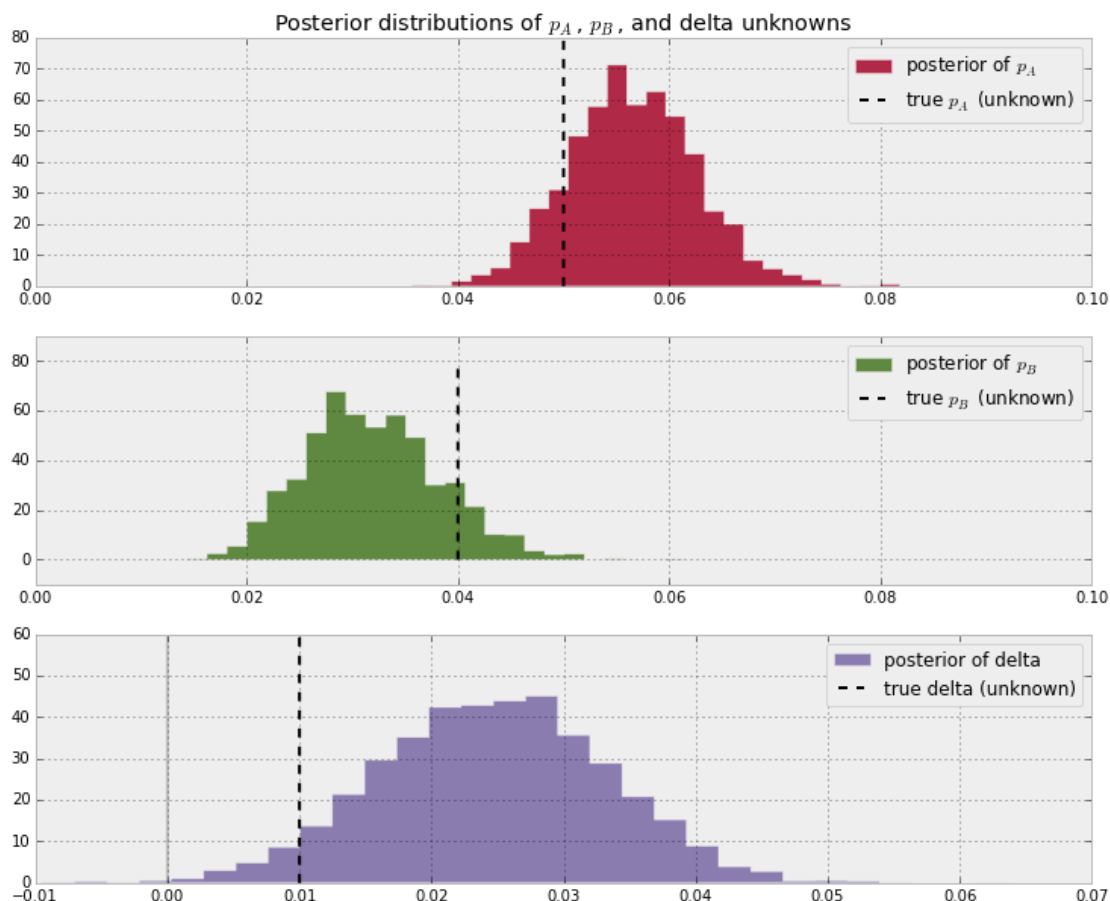 Posterior distributions of p_A, p_B, and delta unknowns
80
70
60
50
40
30
20
10
0
posterior of p_A
true p_A (unknown)
0.00 0.02 0.04 0.06 0.08 0.10
80
60
40
20
0
posterior of p_B
true p_B (unknown)
0.00 0.02 0.04 0.06 0.08 0.10
60
50
40
30
20
10
0
posterior of delta
true delta (unknown)
−0.01 0.00 0.01 0.02 0.03 0.04 0.05 0.06 0.07